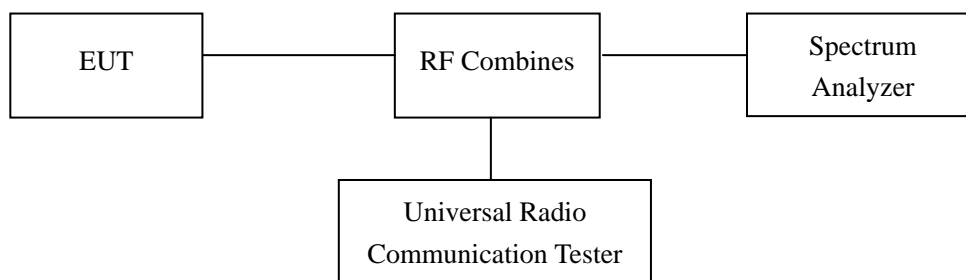 EUT
RF Combines
Spectrum
Analyzer
Universal Radio
Communication Tester